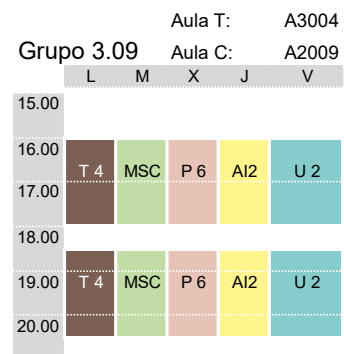 Aula T: A3004
Grupo 3.09 Aula C: A2009
L M X J V
15.00
16.00
T 4 MSC P 6 AI2 U 2
17.00
18.00
19.00 T 4 MSC P 6 AI2 U 2
20.00